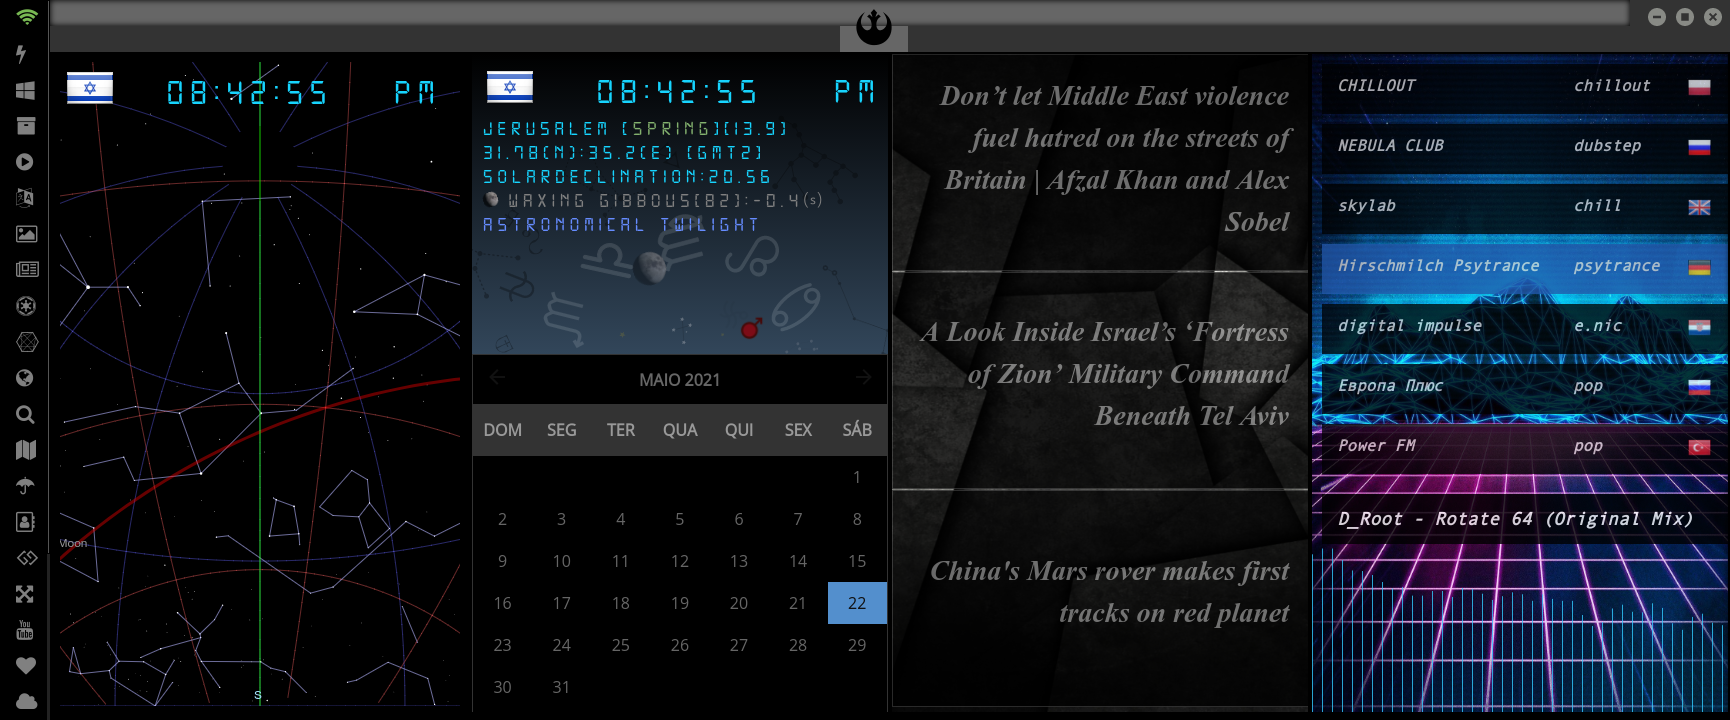 08:42:55 PM
Moon
S
08:42:55 PM
JERUSALEM [SPRING][13.9]
31.78(N):35.2(E) [GMT2]
SOLARDECLINATION:20.56
WAXING GIBBOUS[82]:-0.4(s)
ASTRONOMICAL TWILIGHT
MAIO 2021
DOM SEG TER QUA QUI SEX SÁB
1
2 3 4 5 6 7 8
9 10 11 12 13 14 15
16 17 18 19 20 21 22
23 24 25 26 27 28 29
30 31
Don’t let Middle East violence
fuel hatred on the streets of
Britain | Afzal Khan and Alex
Sobel
A Look Inside Israel’s ‘Fortress
of Zion’ Military Command
Beneath Tel Aviv
China's Mars rover makes first
tracks on red planet
CHILLOUT chillout
NEBULA CLUB dubstep
skylab chill
Hirschmilch Psytrance psytrance
digital impulse e.nic
Европа Плюс pop
Power FM pop
D_Root - Rotate 64 (Original Mix)
You
Tube